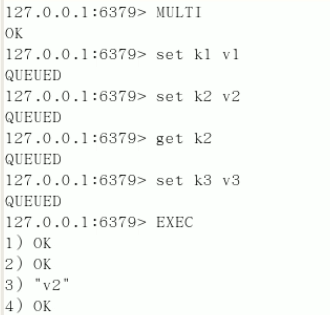 127.0.0.1:6379> MULTI
OK
127.0.0.1:6379> set k1 v1
QUEUED
127.0.0.1:6379> set k2 v2
QUEUED
127.0.0.1:6379> get k2
QUEUED
127.0.0.1:6379> set k3 v3
QUEUED
127.0.0.1:6379> EXEC
1) OK
2) OK
3) "v2"
4) OK